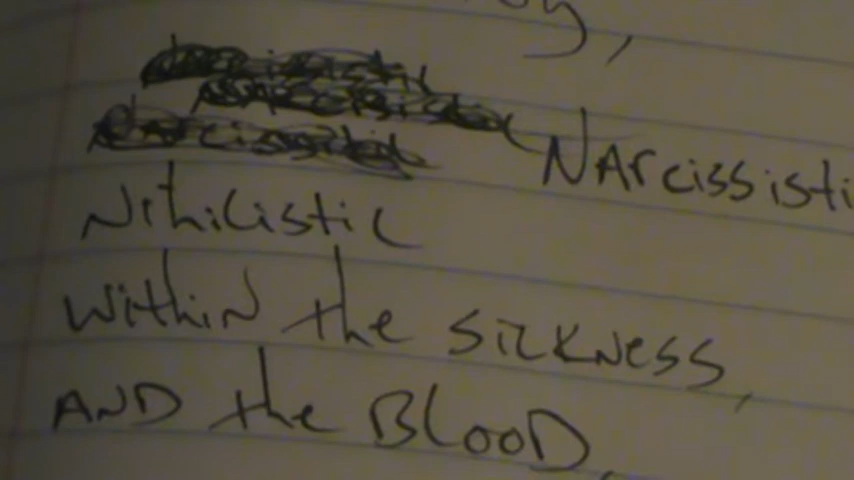 NArcissisti
Nihilistic
within the sickness,
AND the BlooD,